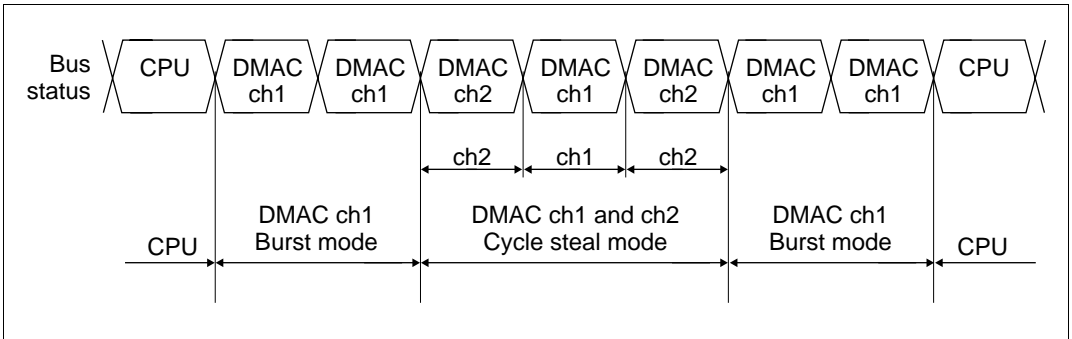 Bus
status
CPU
DMAC
ch1
DMAC
ch1
DMAC
ch2
DMAC
ch1
DMAC
ch2
DMAC
ch1
DMAC
ch1
CPU
ch2
ch1
ch2
CPU
DMAC ch1
Burst mode
DMAC ch1 and ch2
Cycle steal mode
DMAC ch1
Burst mode
CPU